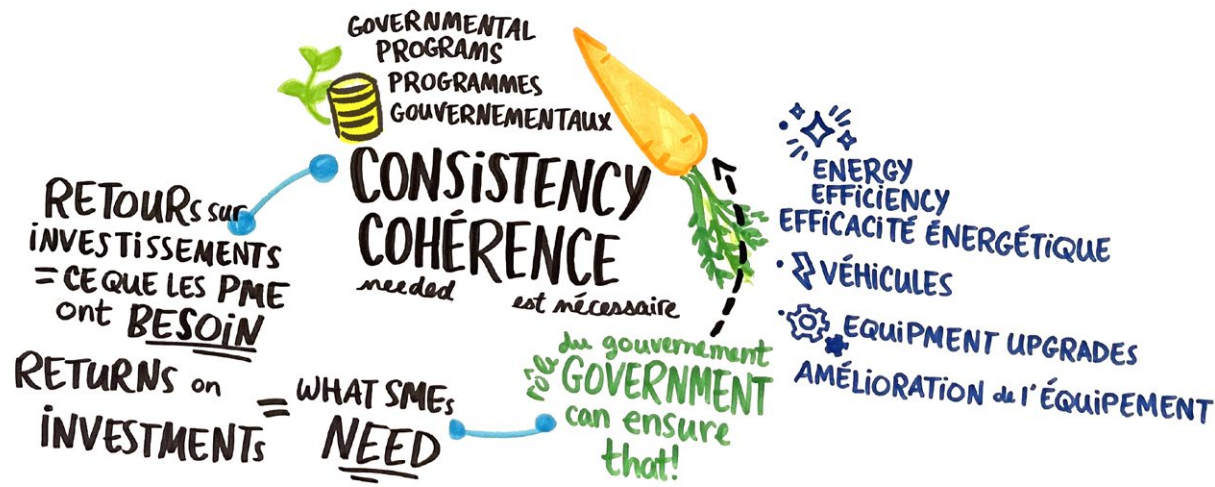 GOVERNMENTAL
PROGRAMS
PROGRAMMES
GOUVERNEMENTAUX
CONSISTENCY
COHÉRENCE
needed est nécessaire
RETOURs sur
iNVESTISSEMENTS
= CE QUE LES PME
ont BESOIN
RETURNs on
iNVESTMENTs
= WHAT SMEs
NEED
rôle du gouvernement
GOVERNMENT
can ensure
that!
ENERGY
EFFICIENCY
EFFICACITÉ ÉNERGÉTIQUE
• VÉHICULES
• EQUIPMENT UPGRADES
AMÉLIORATION de l'ÉQUIPEMENT